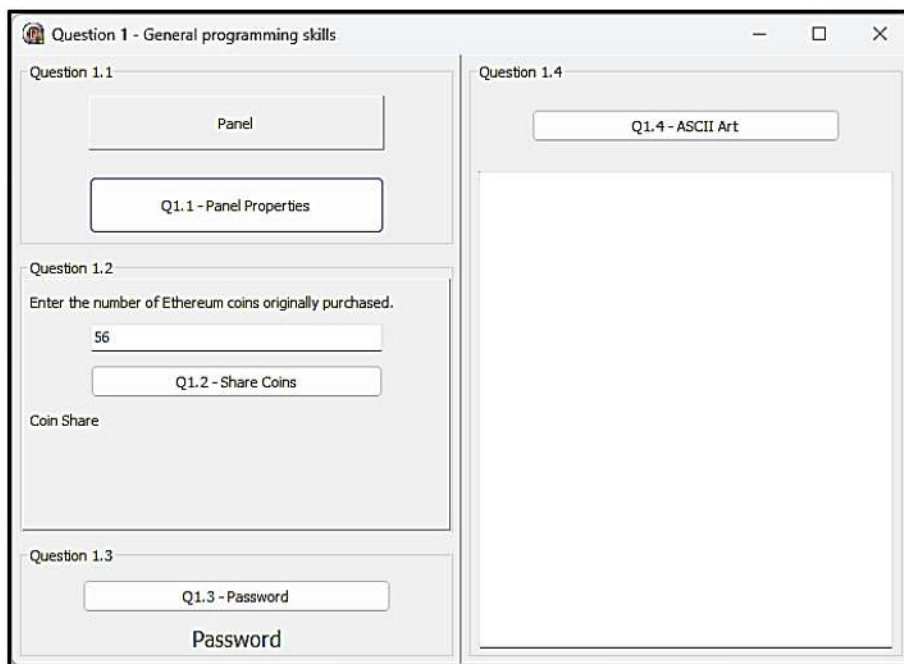 Question 1 - General programming skills
Question 1.1
Panel
Q1.1 - Panel Properties
Question 1.2
Enter the number of Ethereum coins originally purchased.
56
Q1.2 - Share Coins
Coin Share
Question 1.3
Q1.3 - Password
Password
Question 1.4
Q1.4 - ASCII Art